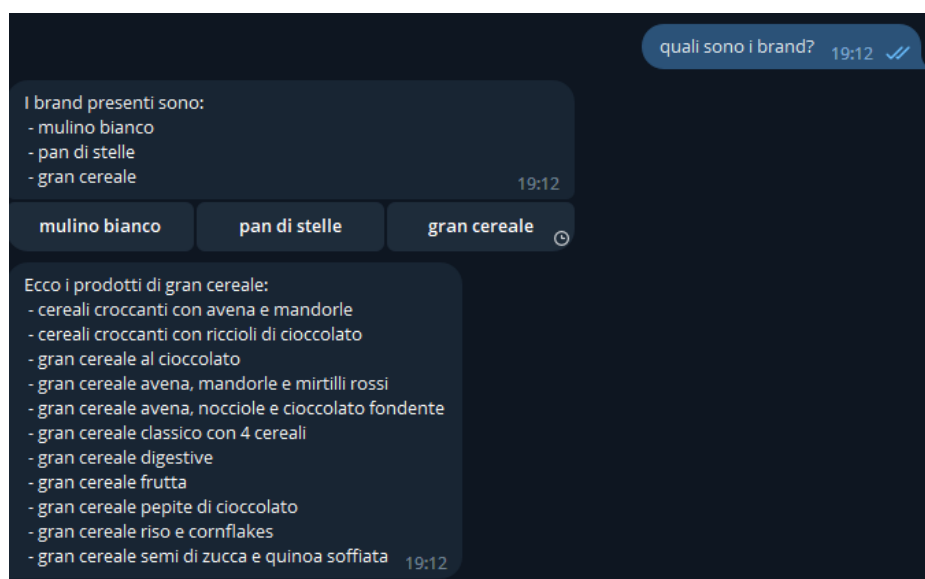 quali sono i brand? 19:12
I brand presenti sono:
- mulino bianco
- pan di stelle
- gran cereale
19:12
mulino bianco pan di stelle gran cereale
Ecco i prodotti di gran cereale:
- cereali croccanti con avena e mandorle
- cereali croccanti con riccioli di cioccolato
- gran cereale al cioccolato
- gran cereale avena, mandorle e mirtilli rossi
- gran cereale avena, nocciole e cioccolato fondente
- gran cereale classico con 4 cereali
- gran cereale digestive
- gran cereale frutta
- gran cereale pepite di cioccolato
- gran cereale riso e cornflakes
- gran cereale semi di zucca e quinoa soffiata 19:12